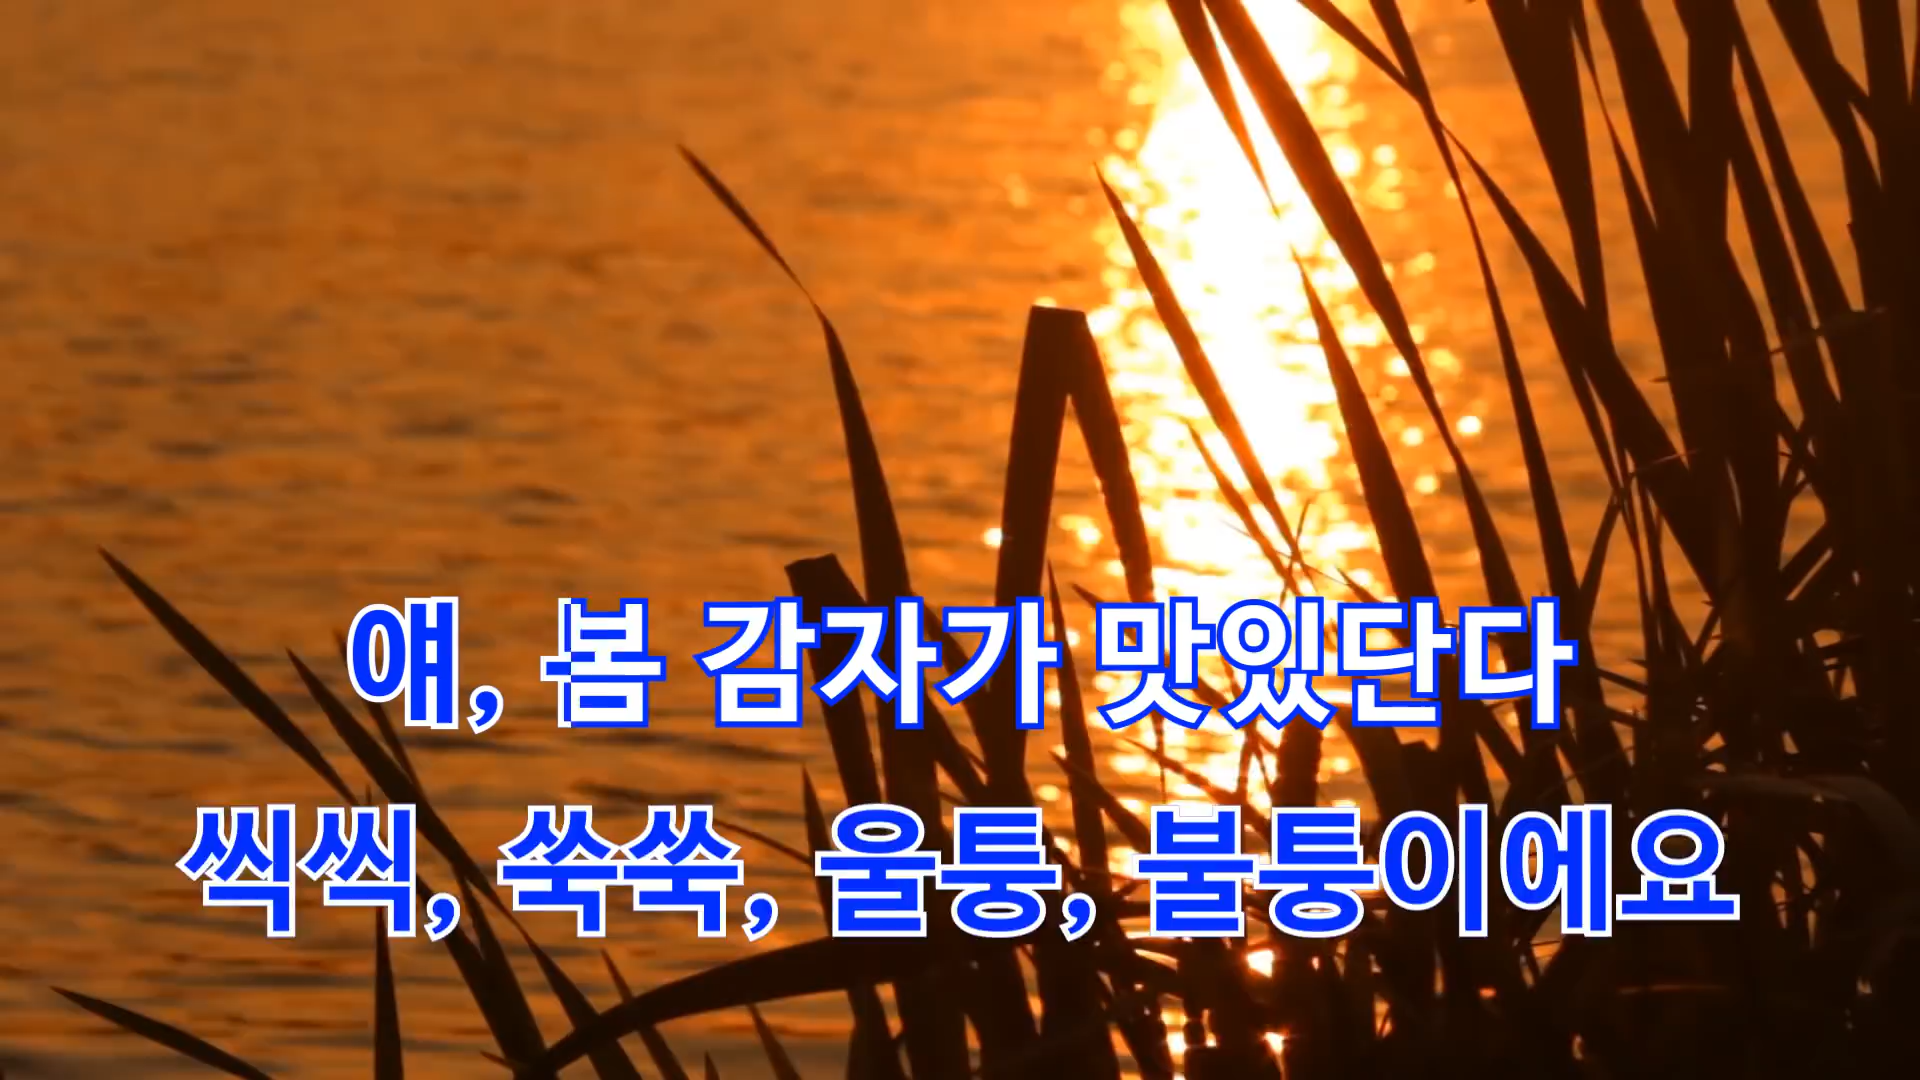 얘, 봄 감자가 맛있단다
씩씩, 쑥쑥, 울퉁, 불퉁이에요